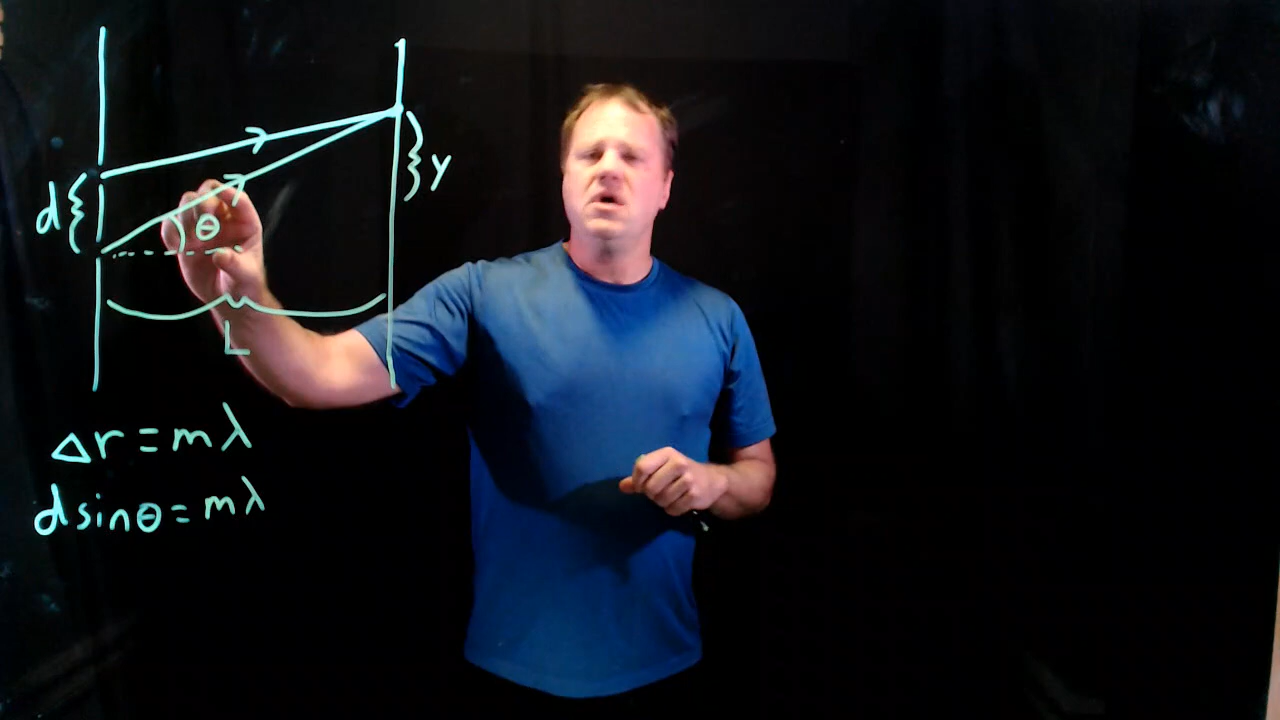 d
y
θ
L
Δr = mλ
d sinθ = mλ